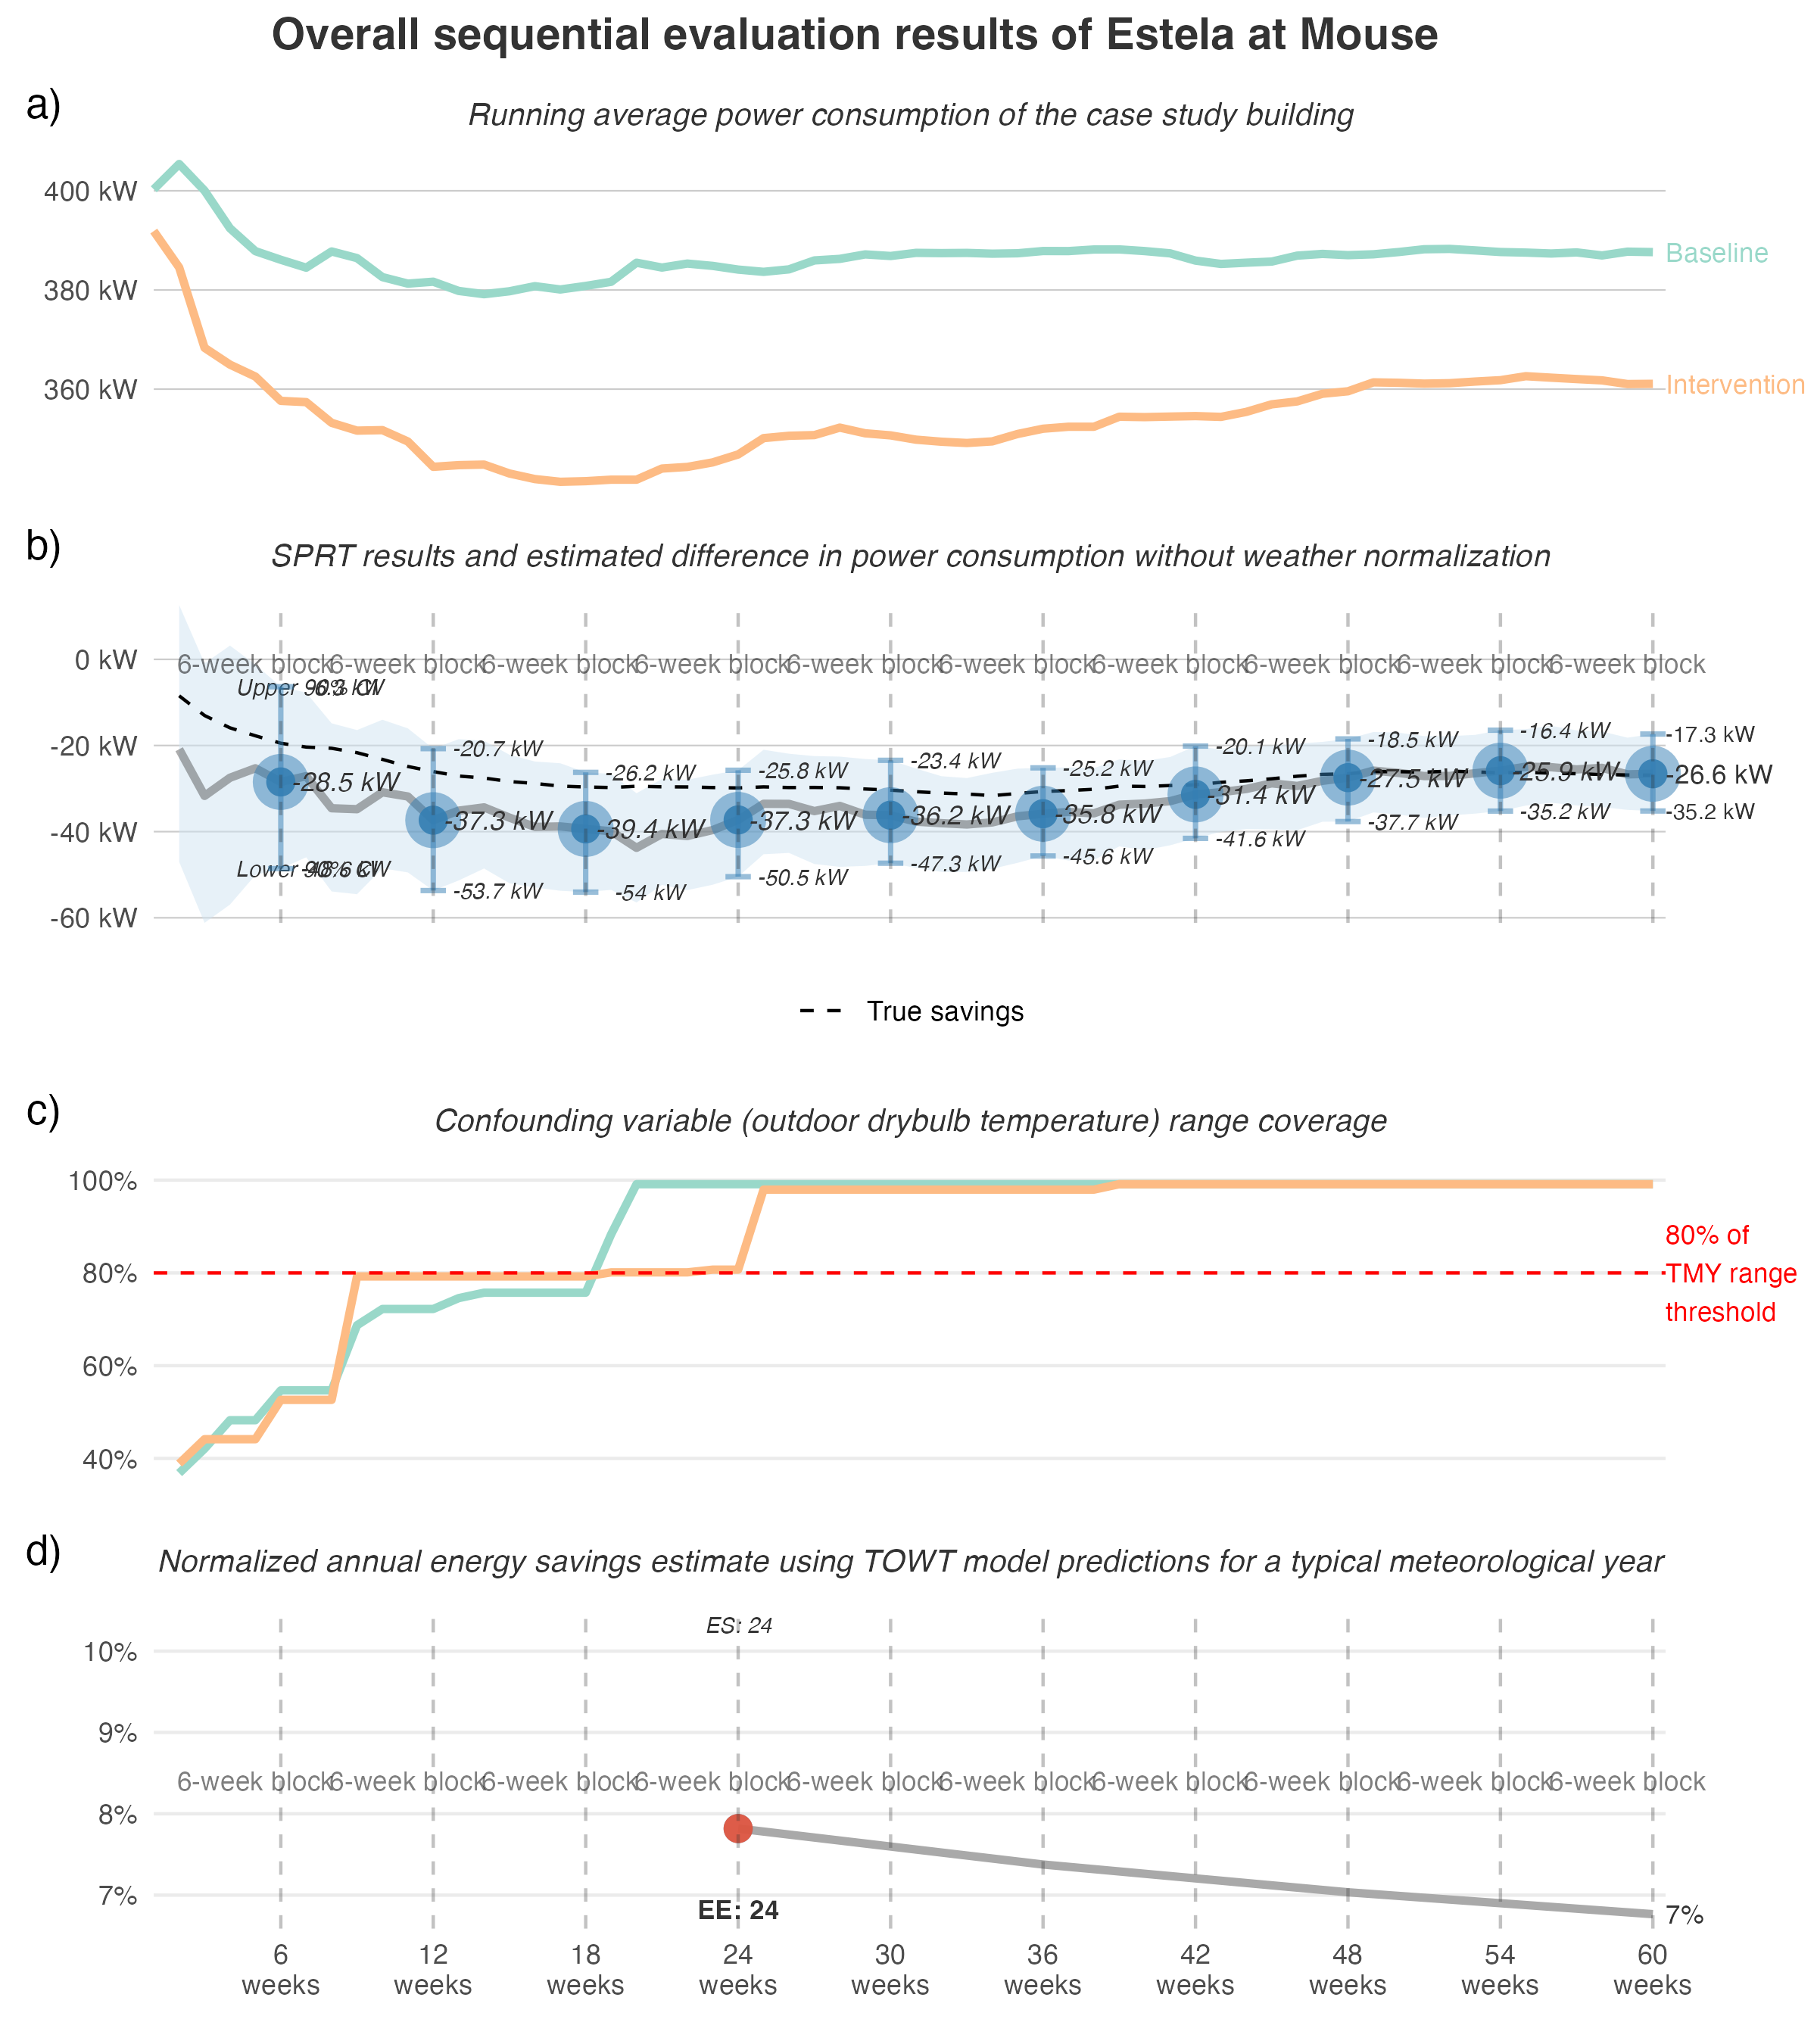 Overall sequential evaluation results of Estela at Mouse
a)
Running average power consumption of the case study building
400 kW
380 kW
360 kW
Baseline
Intervention
b)
SPRT results and estimated difference in power consumption without weather normalization
0 kW
-20 kW
-40 kW
-60 kW
6-week block 6-week block 6-week block 6-week block 6-week block 6-week block 6-week block 6-week block 6-week block 6-week block
Upper 90% CI
Lower 90% CI
-20.7 kW
-26.2 kW
-25.8 kW
-23.4 kW
-25.2 kW
-20.1 kW
-18.5 kW
-16.4 kW
-17.3 kW
-28.5 kW
-37.3 kW
-39.4 kW
-37.3 kW
-36.2 kW
-35.8 kW
-31.4 kW
-27.5 kW
-25.9 kW
-26.6 kW
-48.6 kW
-53.7 kW
-54 kW
-50.5 kW
-47.3 kW
-45.6 kW
-41.6 kW
-37.7 kW
-35.2 kW
-35.2 kW
True savings
c)
Confounding variable (outdoor drybulb temperature) range coverage
100%
80%
60%
40%
80% of
TMY range
threshold
d)
Normalized annual energy savings estimate using TOWT model predictions for a typical meteorological year
ES: 24
10%
9%
8%
7%
6-week block 6-week block 6-week block 6-week block 6-week block 6-week block 6-week block 6-week block 6-week block 6-week block
EE: 24
7%
6 12 18 24 30 36 42 48 54 60
weeks weeks weeks weeks weeks weeks weeks weeks weeks weeks